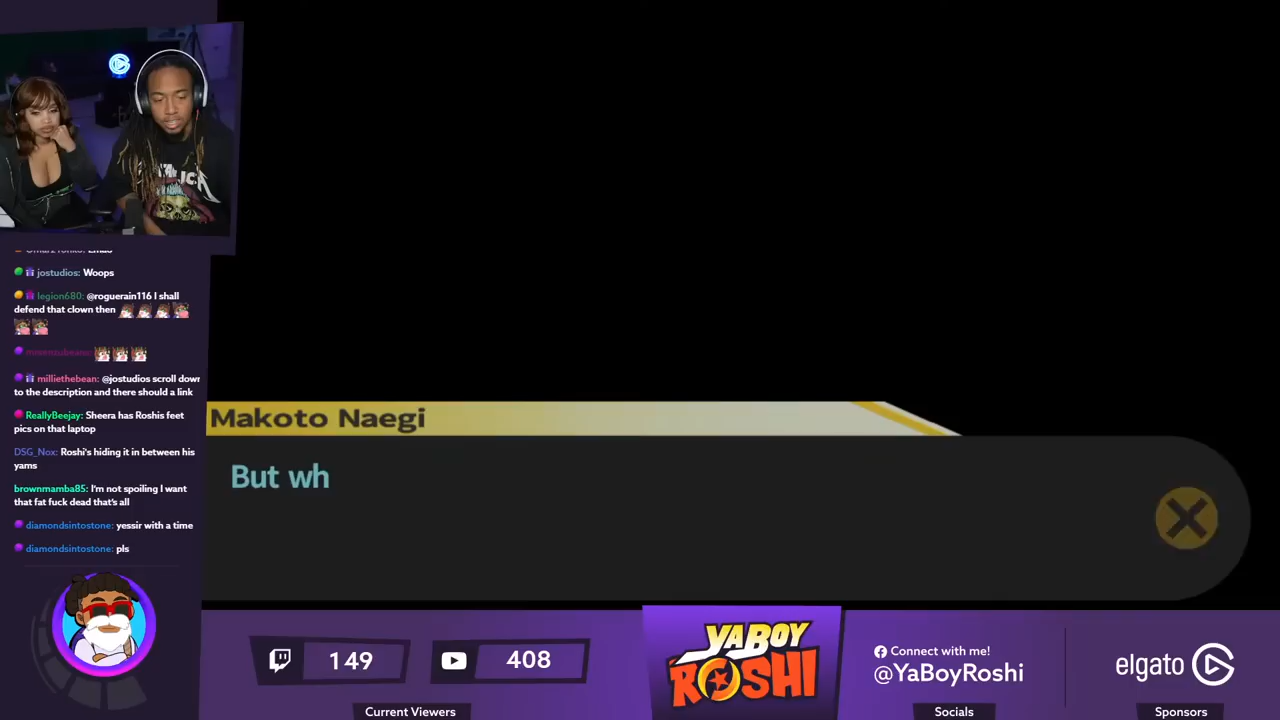 jostudios: Woops
legion680: @roguerain116 I shall
defend that clown then
milliethebean: @jostudios scroll down
to the description and there should a link
ReallyBeejay: Sheera has Roshis feet
pics on that laptop
DSG_Nox: Roshi's hiding it in between his
yams
brownmamba85: I'm not spoiling I want
that fat fuck dead that's all
diamondsintostone: yessir with a time
diamondsintostone: pls
Makoto Naegi
But wh
149
408
Current Viewers
YABOY
ROSHI
Connect with me!
@YaBoyRoshi
Socials
elgato
Sponsors